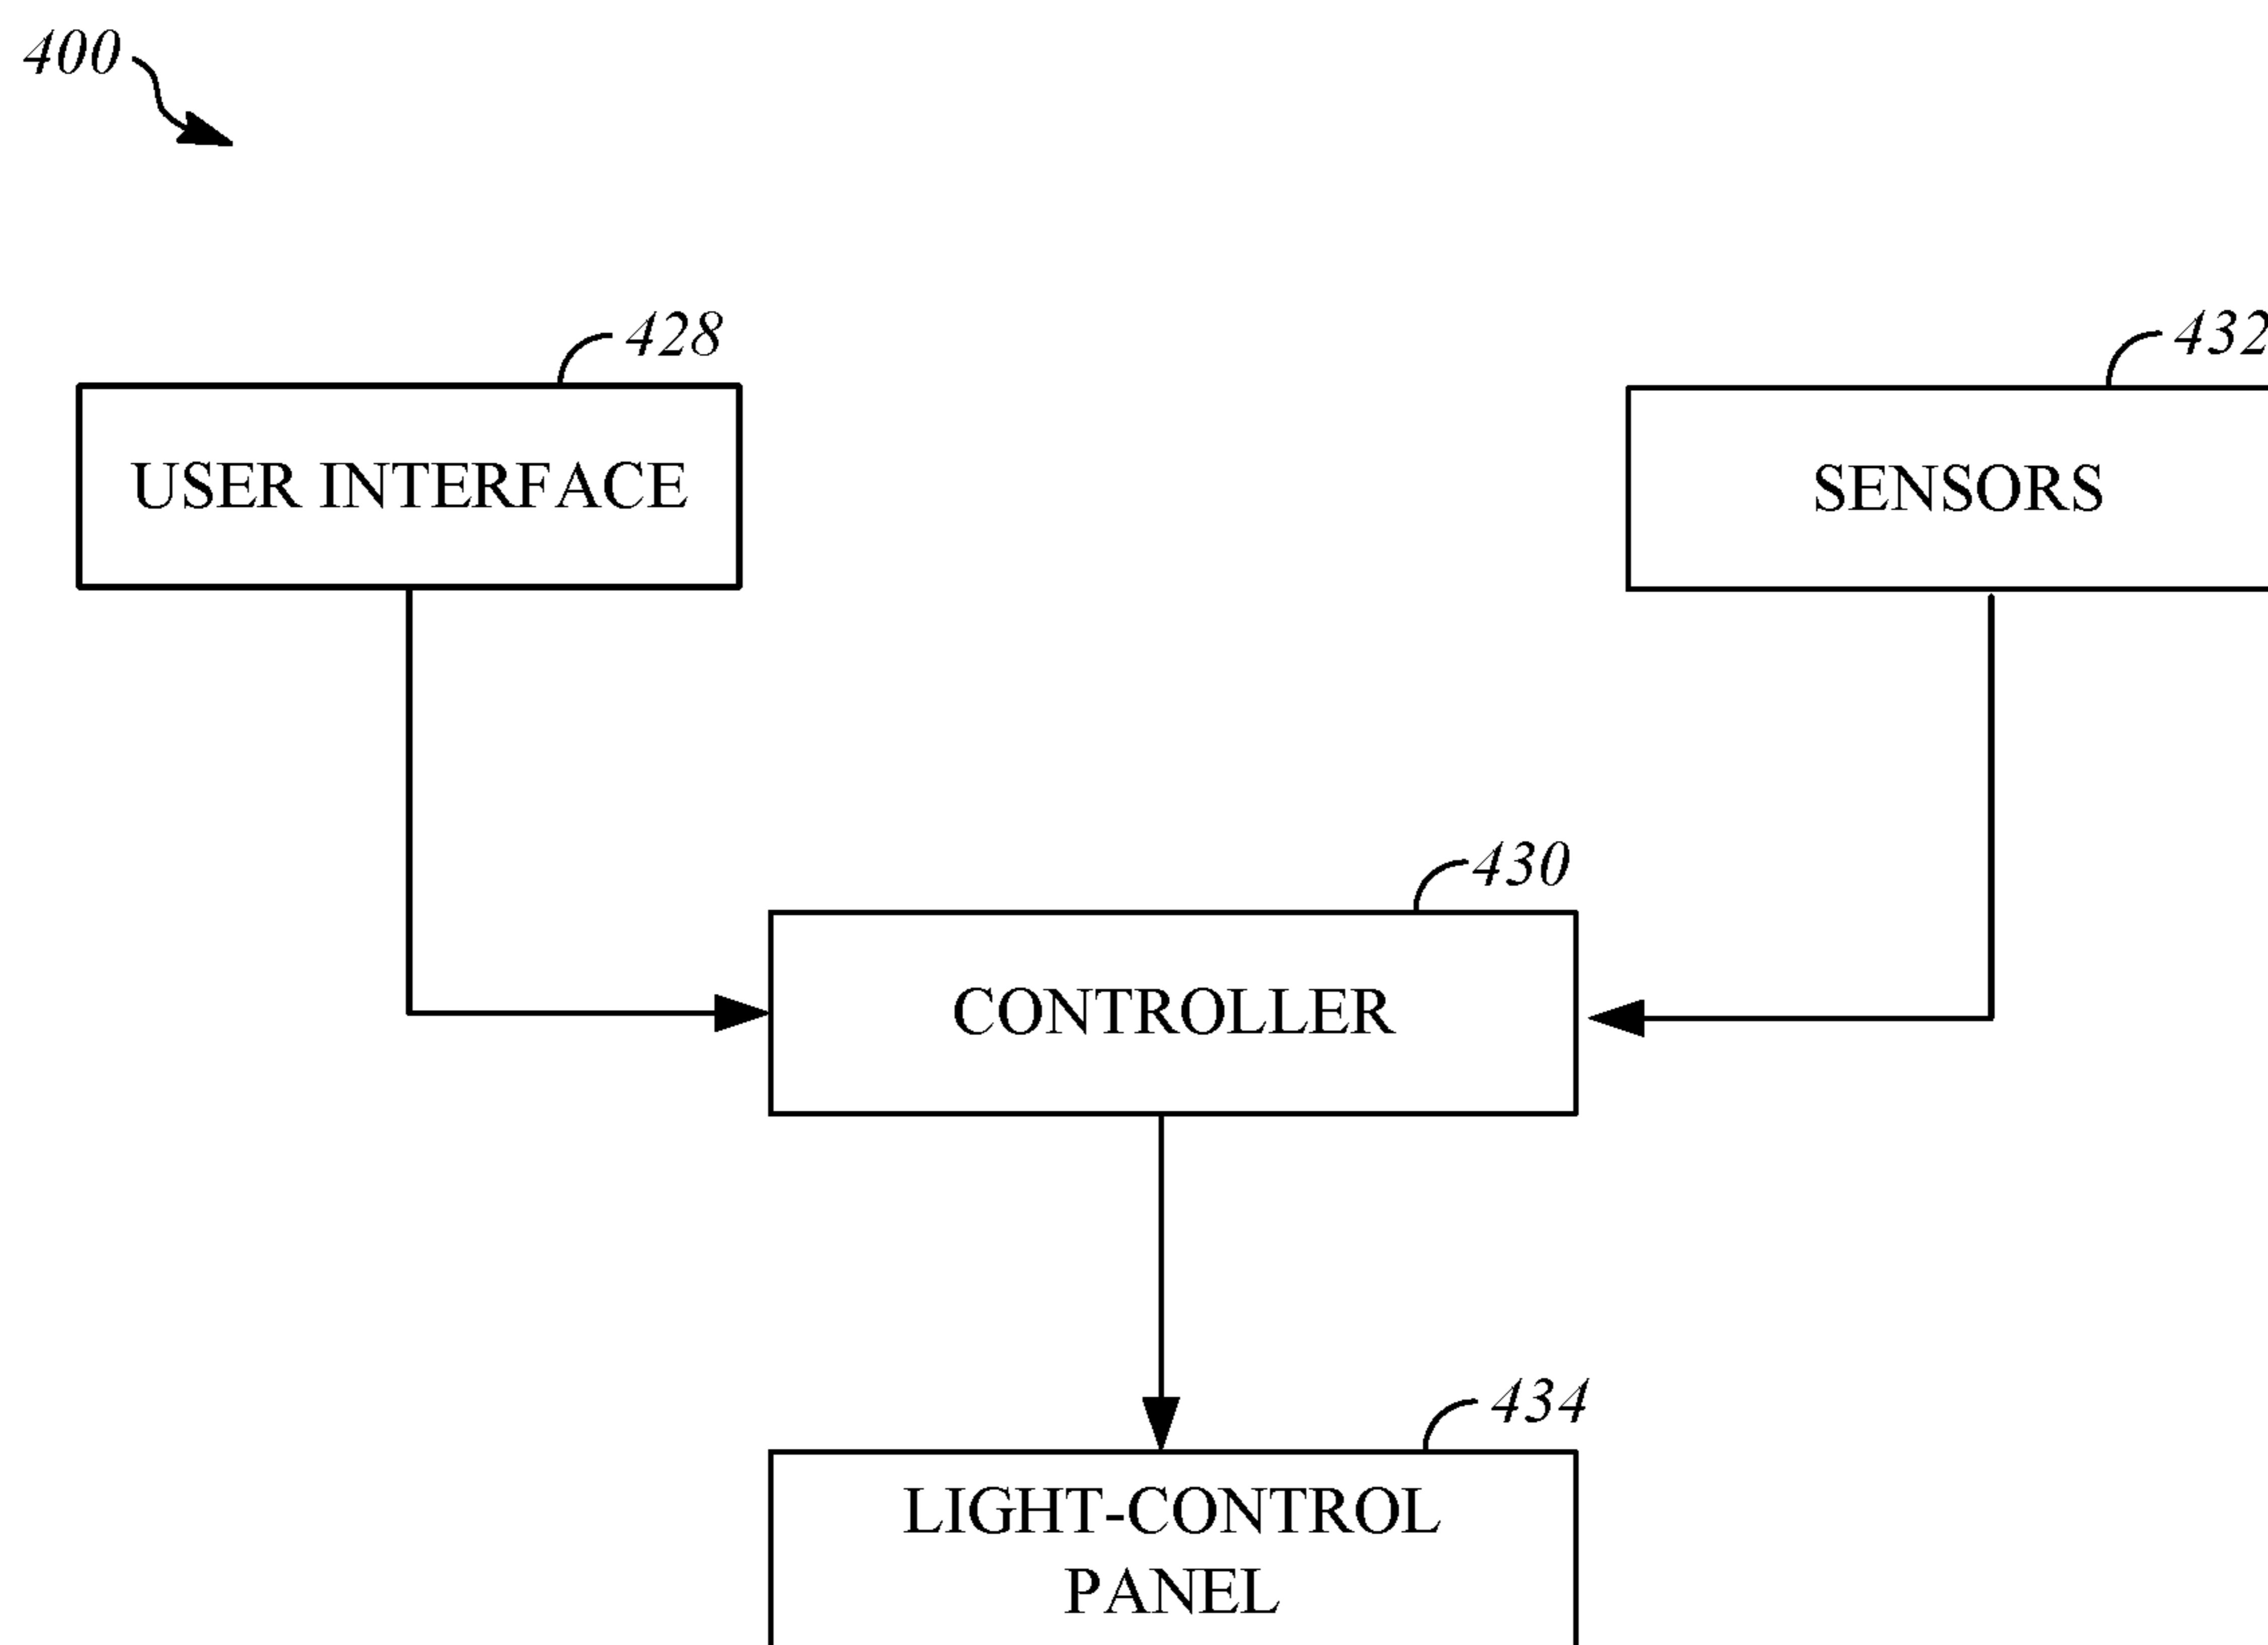 400
428
432
USER INTERFACE
SENSORS
430
CONTROLLER
434
LIGHT-CONTROL
PANEL